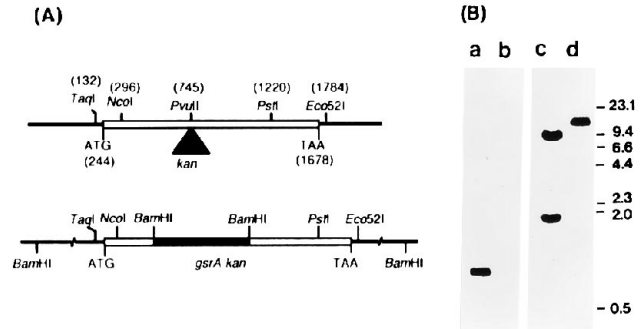 (A)
(132) (296) (745) (1220) (1784)
TaqI NcoI PvuII PstI Eco52I
ATG TAA
(244) kan (1678)
TaqI NcoI BamHI BamHI PstI Eco52I
BamHI ATG gsrA kan TAA BamHI
(B)
a b c d
23.1
9.4
6.6
4.4
2.3
2.0
0.5